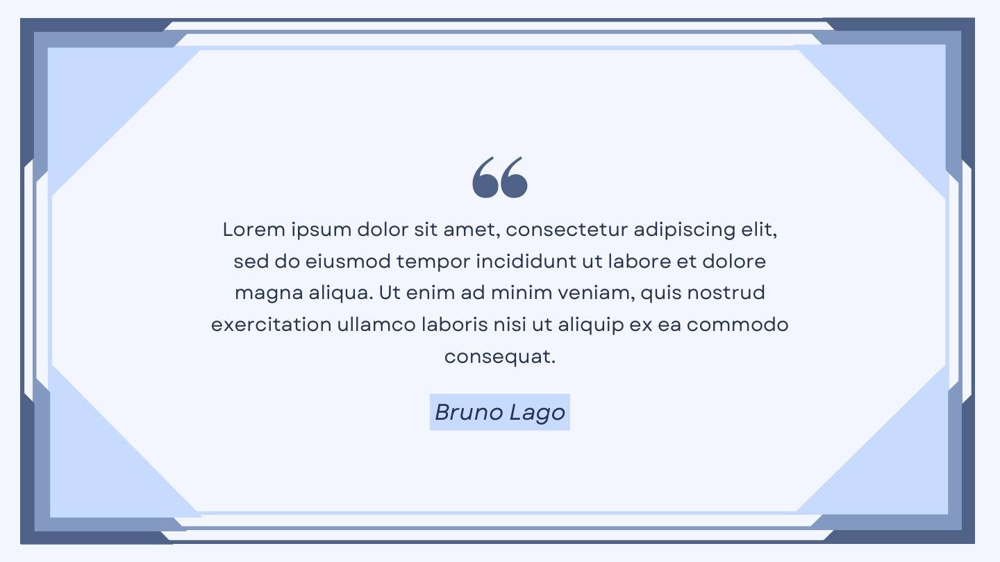 “
Lorem ipsum dolor sit amet, consectetur adipiscing elit,
sed do eiusmod tempor incididunt ut labore et dolore
magna aliqua. Ut enim ad minim veniam, quis nostrud
exercitation ullamco laboris nisi ut aliquip ex ea commodo
consequat.
Bruno Lago